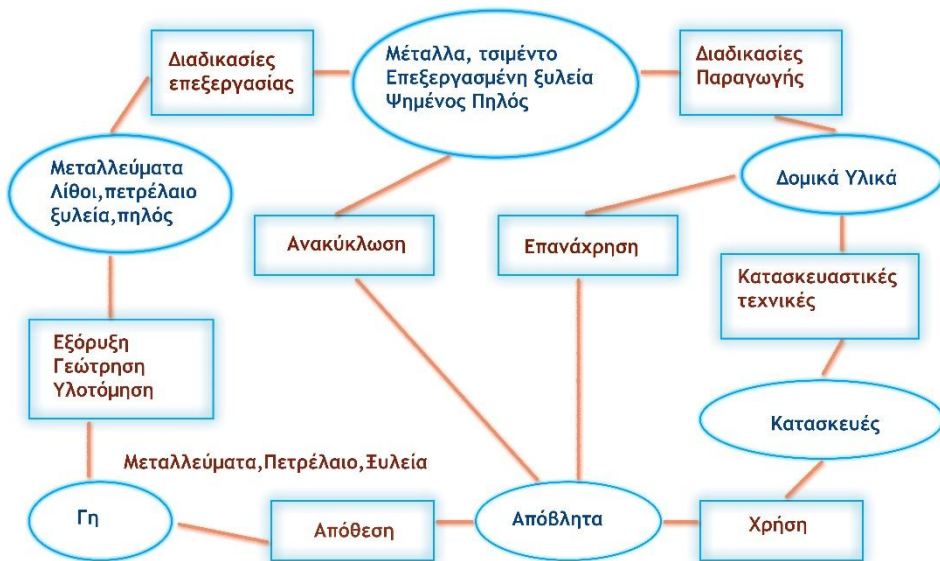 Διαδικασίες
επεξεργασίας
Μέταλλα, τσιμέντο
Επεξεργασμένη ξυλεία
Ψημένος Πηλός
Διαδικασίες
Παραγωγής
Μεταλλεύματα
Λίθοι,πετρέλαιο
ξυλεία,πηλός
Δομικά Υλικά
Ανακύκλωση
Επανάχρηση
Κατασκευαστικές
τεχνικές
Εξόρυξη
Γεώτρηση
Υλοτόμηση
Κατασκευές
Μεταλλεύματα,Πετρέλαιο,Ξυλεία
Γη
Απόθεση
Απόβλητα
Χρήση